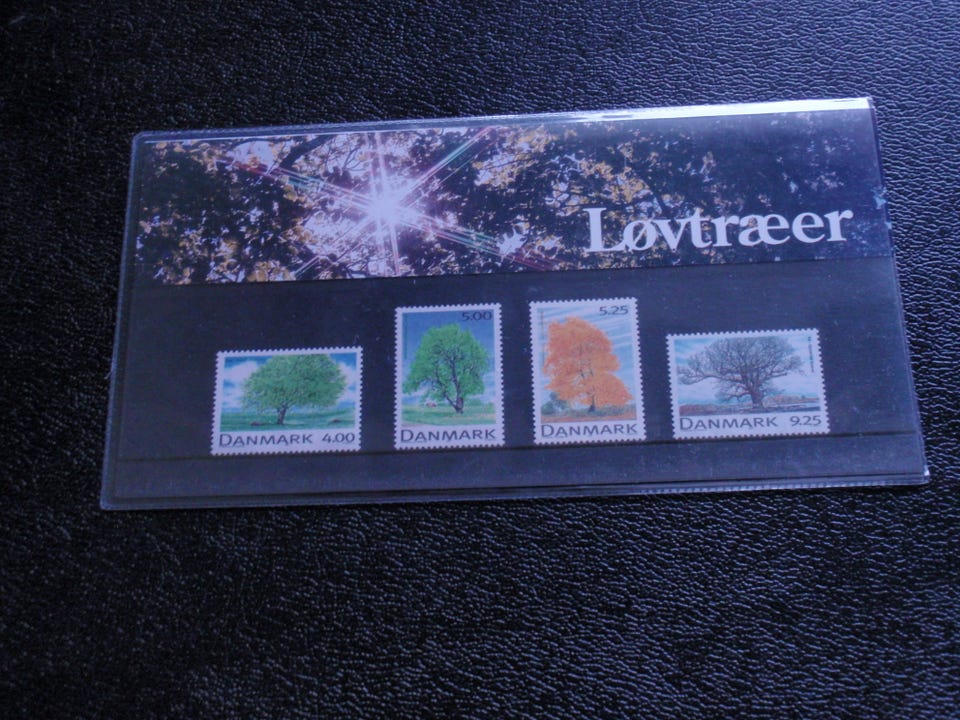 Løvtræer
DANMARK 4.00
5.00
DANMARK
5.25
DANMARK
DANMARK 9.25